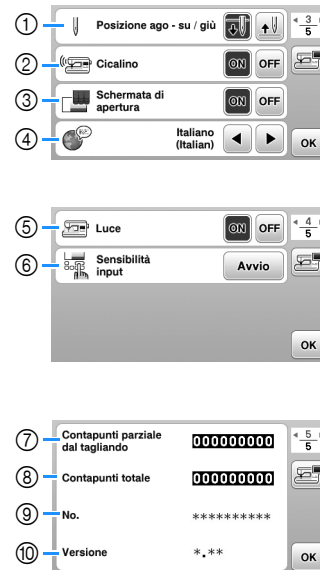 ① Posizione ago - su / giù 3
5
② Cicalino ON OFF
③ Schermata di
apertura ON OFF
④ Italiano
(Italian) OK
⑤ Luce ON OFF 4
5
⑥ Sensibilità
input Avvio
OK
⑦ Contapunti parziale
dal tagliando 000000000 5
5
⑧ Contapunti totale 000000000
⑨ No. **********
⑩ Versione *.** OK